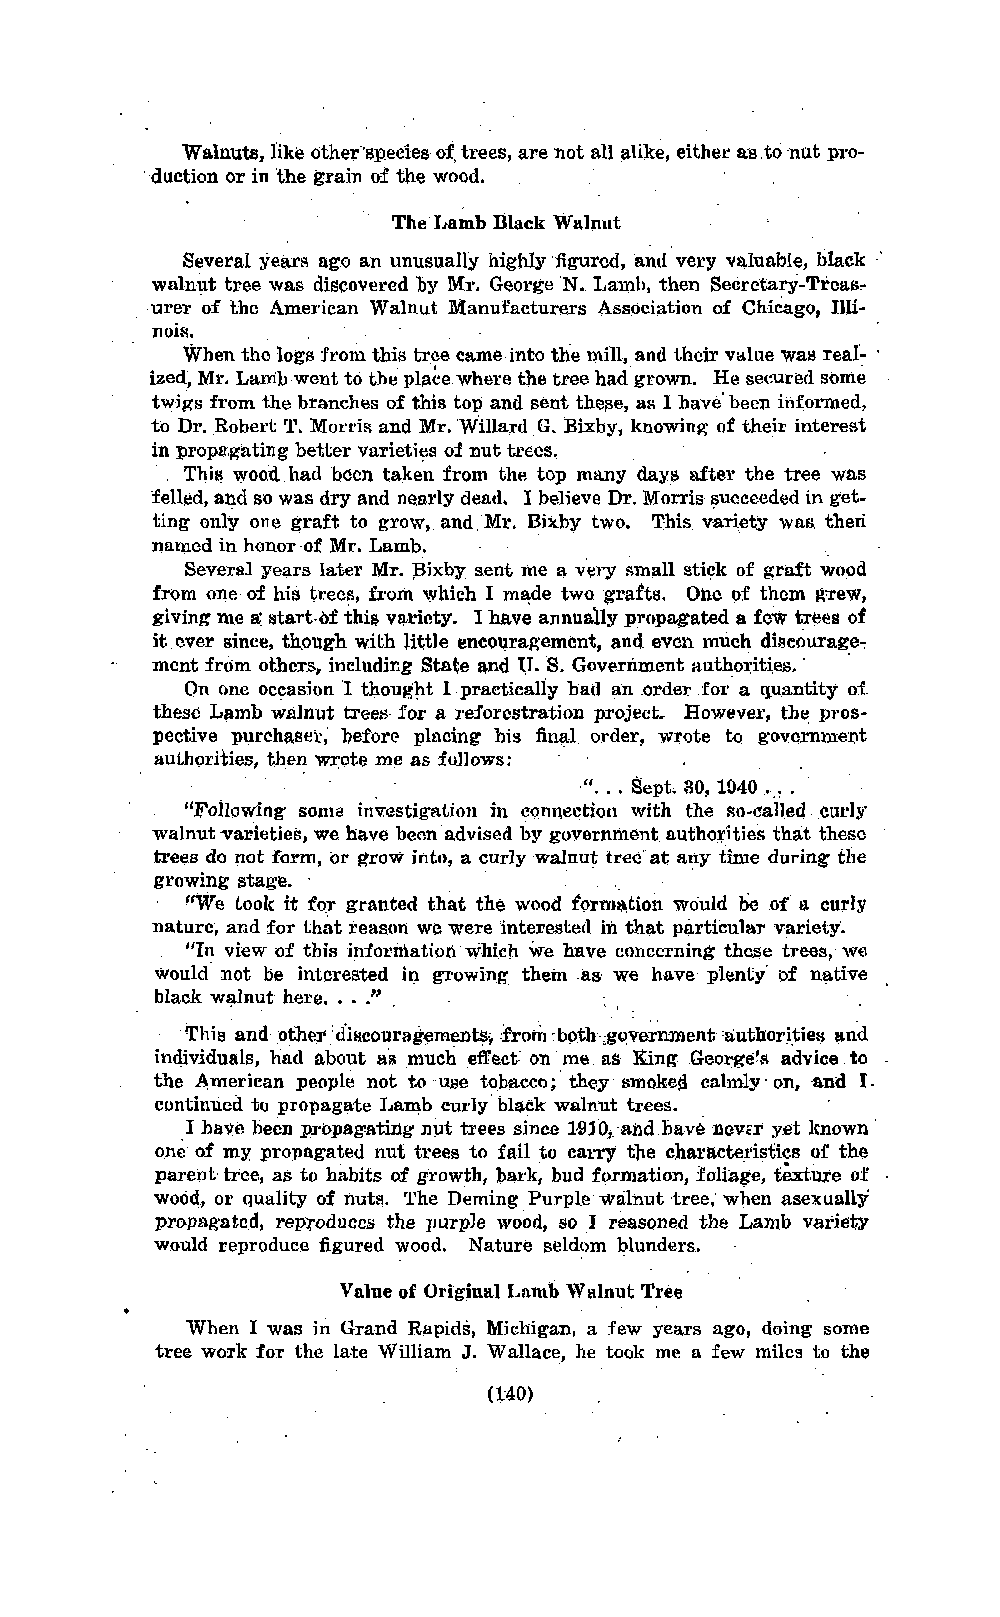 Walnuts, like other species of trees, are not all alike, either as to nut pro-
duction or in the grain of the wood.
The Lamb Black Walnut
Several years ago an unusually highly figured, and very valuable, black
walnut tree was discovered by Mr. George N. Lamb, then Secretary-Treas-
urer of the American Walnut Manufacturers Association of Chicago, Illi-
nois.
When the logs from this tree came into the mill, and their value was real-
ized, Mr. Lamb went to the place where the tree had grown. He secured some
twigs from the branches of this top and sent these, as I have been informed,
to Dr. Robert T. Morris and Mr. Willard G. Bixby, knowing of their interest
in propagating better varieties of nut trees.
This wood had been taken from the top many days after the tree was
felled, and so was dry and nearly dead. I believe Dr. Morris succeeded in get-
ting only one graft to grow, and Mr. Bixby two. This variety was then
named in honor of Mr. Lamb.
Several years later Mr. Bixby sent me a very small stick of graft wood
from one of his trees, from which I made two grafts. One of them grew,
giving me a start of this variety. I have annually propagated a few trees of
it ever since, though with little encouragement, and even much discourage-
ment from others, including State and U. S. Government authorities.
On one occasion I thought I practically had an order for a quantity of
these Lamb walnut trees for a reforestration project. However, the pros-
pective purchaser, before placing his final order, wrote to government
authorities, then wrote me as follows:
". . . Sept. 30, 1940 . . .
"Following some investigation in connection with the so-called curly
walnut varieties, we have been advised by government authorities that these
trees do not form, or grow into, a curly walnut tree at any time during the
growing stage.
"We took it for granted that the wood formation would be of a curly
nature, and for that reason we were interested in that particular variety.
"In view of this information which we have concerning these trees, we
would not be interested in growing them as we have plenty of native
black walnut here. . . ."
This and other discouragements, from both government authorities and
individuals, had about as much effect on me as King George's advice to
the American people not to use tobacco; they smoked calmly on, and I
continued to propagate Lamb curly black walnut trees.
I have been propagating nut trees since 1910, and have never yet known
one of my propagated nut trees to fail to carry the characteristics of the
parent tree, as to habits of growth, bark, bud formation, foliage, texture of
wood, or quality of nuts. The Deming Purple walnut tree, when asexually
propagated, reproduces the purple wood, so I reasoned the Lamb variety
would reproduce figured wood. Nature seldom blunders.
Value of Original Lamb Walnut Tree
When I was in Grand Rapids, Michigan, a few years ago, doing some
tree work for the late William J. Wallace, he took me a few miles to the
(140)